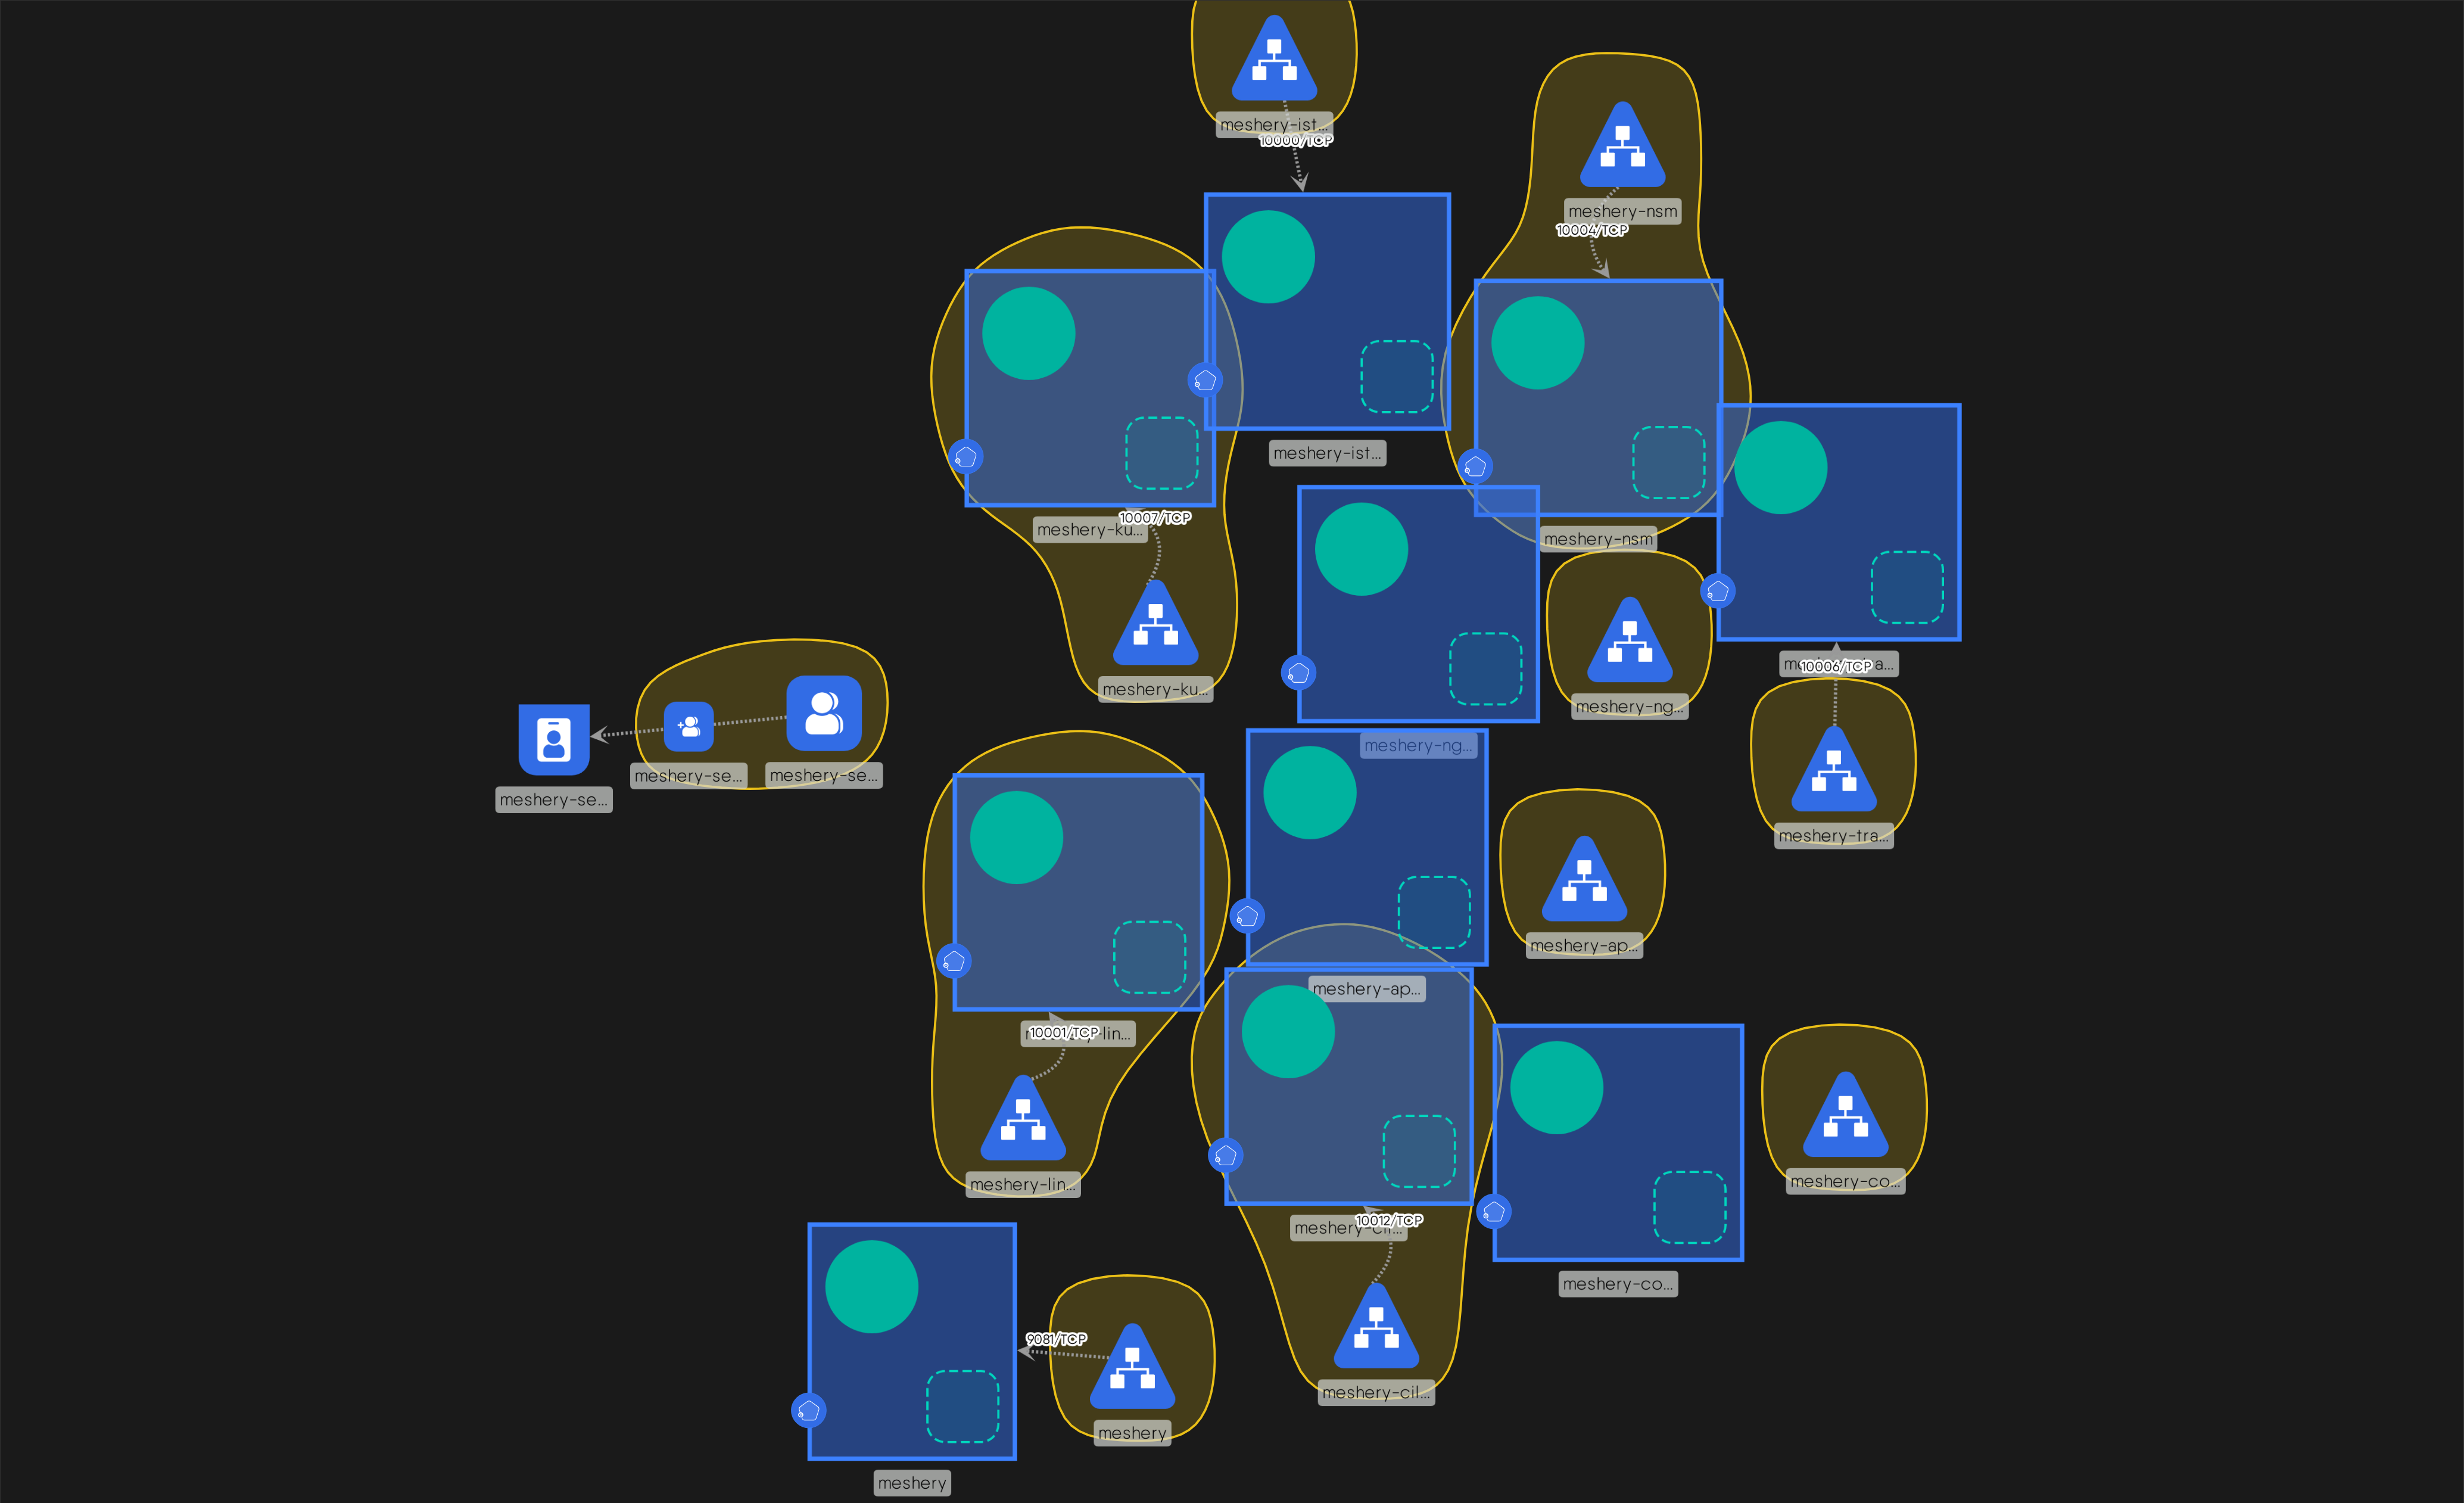 meshery-ist...
10000/TCP
meshery-nsm
10004/TCP
meshery-ist...
meshery-ku...
10007/TCP
meshery-nsm
10006/TCP
meshery-ku...
meshery-ng...
meshery-ng...
meshery-se...
meshery-se...
meshery-se...
meshery-tra...
meshery-ap...
meshery-ap...
10001/TCP
meshery-lin...
meshery-co...
10012/TCP
meshery-co...
9081/TCP
meshery-cil...
meshery
meshery